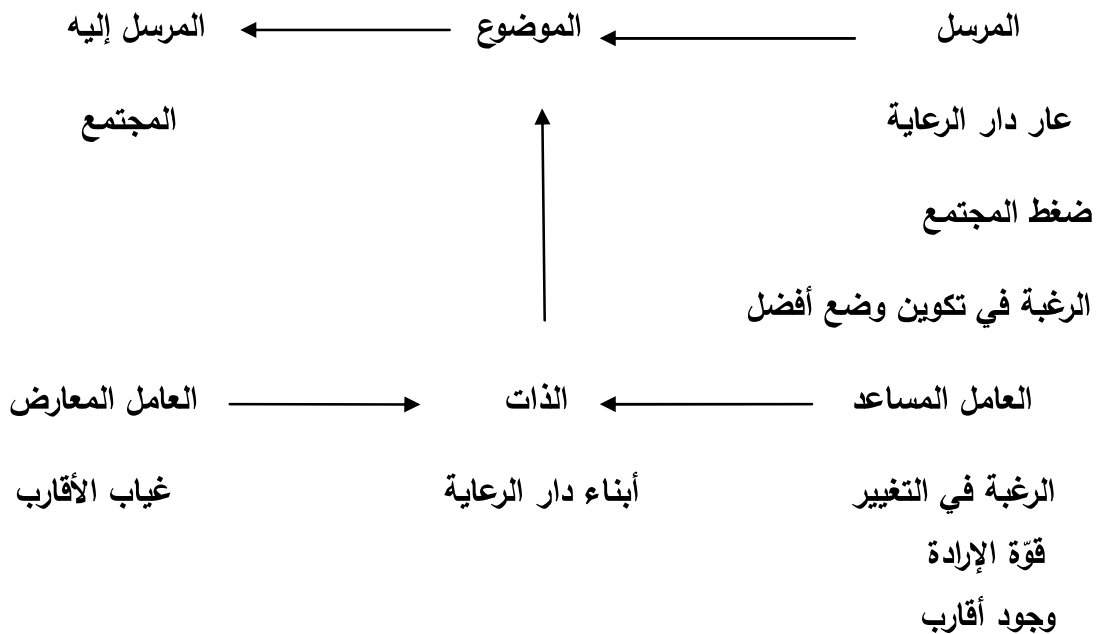 المرسل الموضوع المرسل إليه
عار دار الرعاية المجتمع
ضغط المجتمع
الرغبة في تكوين وضع أفضل
العامل المساعد الذات العامل المعارض
الرغبة في التغيير أبناء دار الرعاية غياب الأقارب
قوّة الإرادة
وجود أقارب